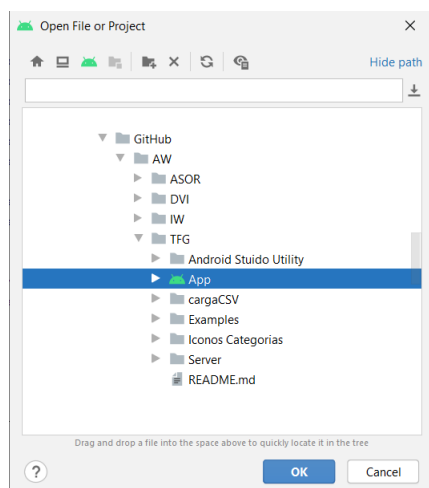 Open File or Project
Hide path
GitHub
AW
ASOR
DVI
IW
TFG
Android Stuido Utility
App
cargaCSV
Examples
Iconos Categorias
Server
README.md
Drag and drop a file into the space above to quickly locate it in the tree
?
OK
Cancel